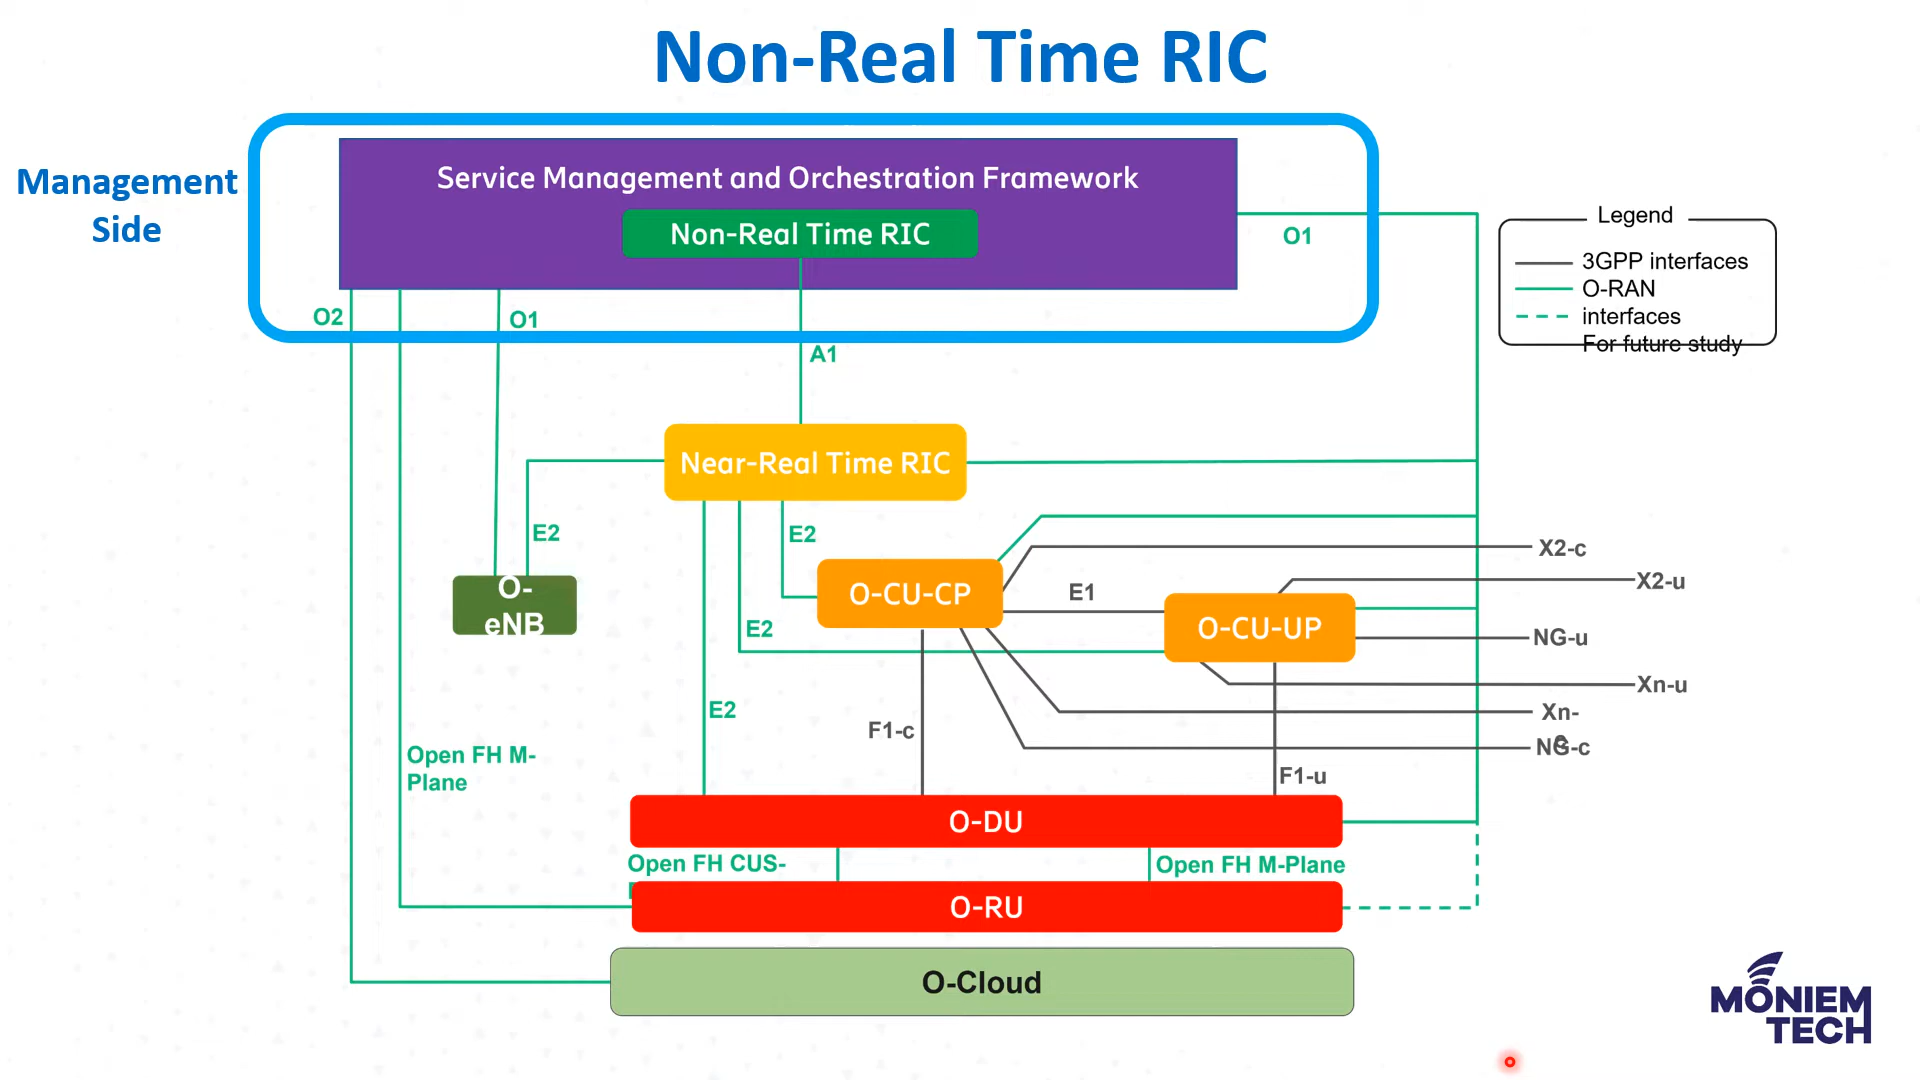 Non-Real Time RIC
Management
Side
Service Management and Orchestration Framework
Non-Real Time RIC
O1
Legend
3GPP interfaces
O-RAN
interfaces
For future study
O2
O1
A1
Near-Real Time RIC
E2
E2
O-
eNB
O-CU-CP
E1
O-CU-UP
X2-c
X2-u
NG-u
E2
Xn-u
E2
F1-c
Xn-
NG-c
Open FH M-
Plane
F1-u
O-DU
Open FH CUS-
Open FH M-Plane
O-RU
O-Cloud
MONIEM
TECH